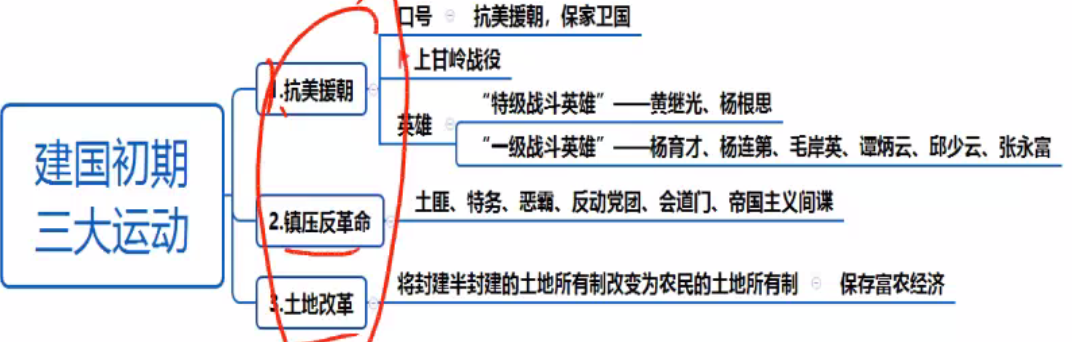 建国初期
三大运动
1.抗美援朝
口号
抗美援朝，保家卫国
上甘岭战役
英雄
“特级战斗英雄”——黄继光、杨根思
“一级战斗英雄”——杨育才、杨连第、毛岸英、谭炳云、邱少云、张永富
2.镇压反革命
土匪、特务、恶霸、反动党团、会道门、帝国主义间谍
3.土地改革
将封建半封建的土地所有制改变为农民的土地所有制
保存富农经济